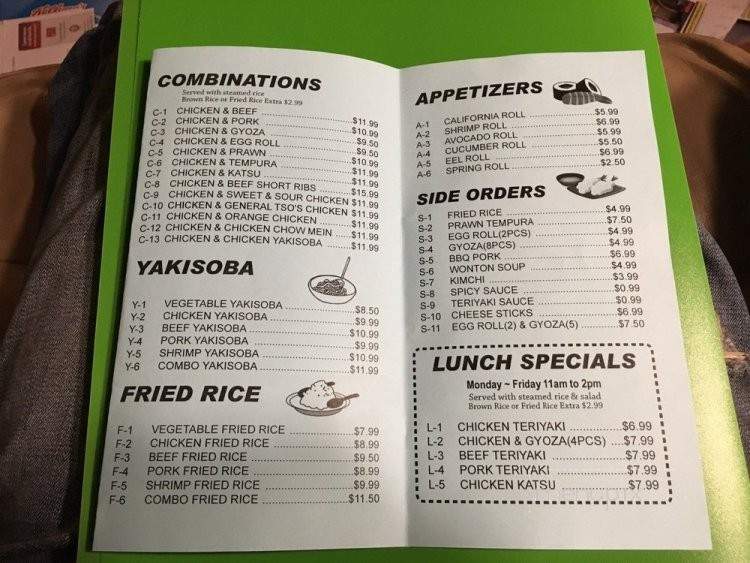 COMBINATIONS
Served with steamed rice
Brown Rice or Fried Rice Extra $2.99
C-1 CHICKEN & BEEF ..... $11.99
C-2 CHICKEN & PORK ..... $10.99
C-3 CHICKEN & GYOZA ..... $9.50
C-4 CHICKEN & EGG ROLL ..... $9.50
C-5 CHICKEN & PRAWN ..... $10.99
C-6 CHICKEN & TEMPURA ..... $11.99
C-7 CHICKEN & KATSU ..... $11.99
C-8 CHICKEN & BEEF SHORT RIBS ..... $15.99
C-9 CHICKEN & SWEET & SOUR CHICKEN $11.99
C-10 CHICKEN & GENERAL TSO'S CHICKEN $11.99
C-11 CHICKEN & ORANGE CHICKEN ..... $11.99
C-12 CHICKEN & CHICKEN CHOW MEIN ... $11.99
C-13 CHICKEN & CHICKEN YAKISOBA ..... $11.99
YAKISOBA
Y-1 VEGETABLE YAKISOBA ..... $8.50
Y-2 CHICKEN YAKISOBA ..... $9.99
Y-3 BEEF YAKISOBA ..... $10.99
Y-4 PORK YAKISOBA ..... $9.99
Y-5 SHRIMP YAKISOBA ..... $10.99
Y-6 COMBO YAKISOBA ..... $11.99
FRIED RICE
F-1 VEGETABLE FRIED RICE ..... $7.99
F-2 CHICKEN FRIED RICE ..... $8.99
F-3 BEEF FRIED RICE ..... $9.50
F-4 PORK FRIED RICE ..... $8.99
F-5 SHRIMP FRIED RICE ..... $9.99
F-6 COMBO FRIED RICE ..... $11.50
APPETIZERS
A-1 CALIFORNIA ROLL ..... $5.99
A-2 SHRIMP ROLL ..... $6.99
A-3 AVOCADO ROLL ..... $5.99
A-4 CUCUMBER ROLL ..... $5.50
A-5 EEL ROLL ..... $6.99
A-6 SPRING ROLL ..... $2.50
SIDE ORDERS
S-1 FRIED RICE ..... $4.99
S-2 PRAWN TEMPURA ..... $7.50
S-3 EGG ROLL(2PCS) ..... $4.99
S-4 GYOZA(8PCS) ..... $4.99
S-5 BBQ PORK ..... $6.99
S-6 WONTON SOUP ..... $4.99
S-7 KIMCHI ..... $3.99
S-8 SPICY SAUCE ..... $0.99
S-9 TERIYAKI SAUCE ..... $0.99
S-10 CHEESE STICKS ..... $6.99
S-11 EGG ROLL(2) & GYOZA(5) ..... $7.50
LUNCH SPECIALS
Monday ~ Friday 11am to 2pm
Served with steamed rice & salad
Brown Rice or Fried Rice Extra $2.99
L-1 CHICKEN TERIYAKI ..... $6.99
L-2 CHICKEN & GYOZA(4PCS) .... $7.99
L-3 BEEF TERIYAKI ..... $7.99
L-4 PORK TERIYAKI ..... $7.99
L-5 CHICKEN KATSU ..... $7.99